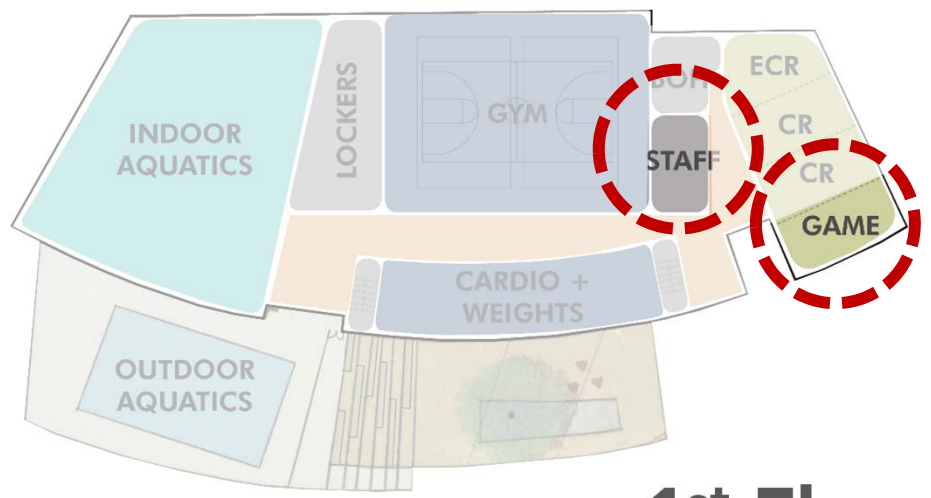 INDOOR
AQUATICS
LOCKERS
GYM
STAFF
ECR
CR
CR
GAME
CARDIO +
WEIGHTS
OUTDOOR
AQUATICS